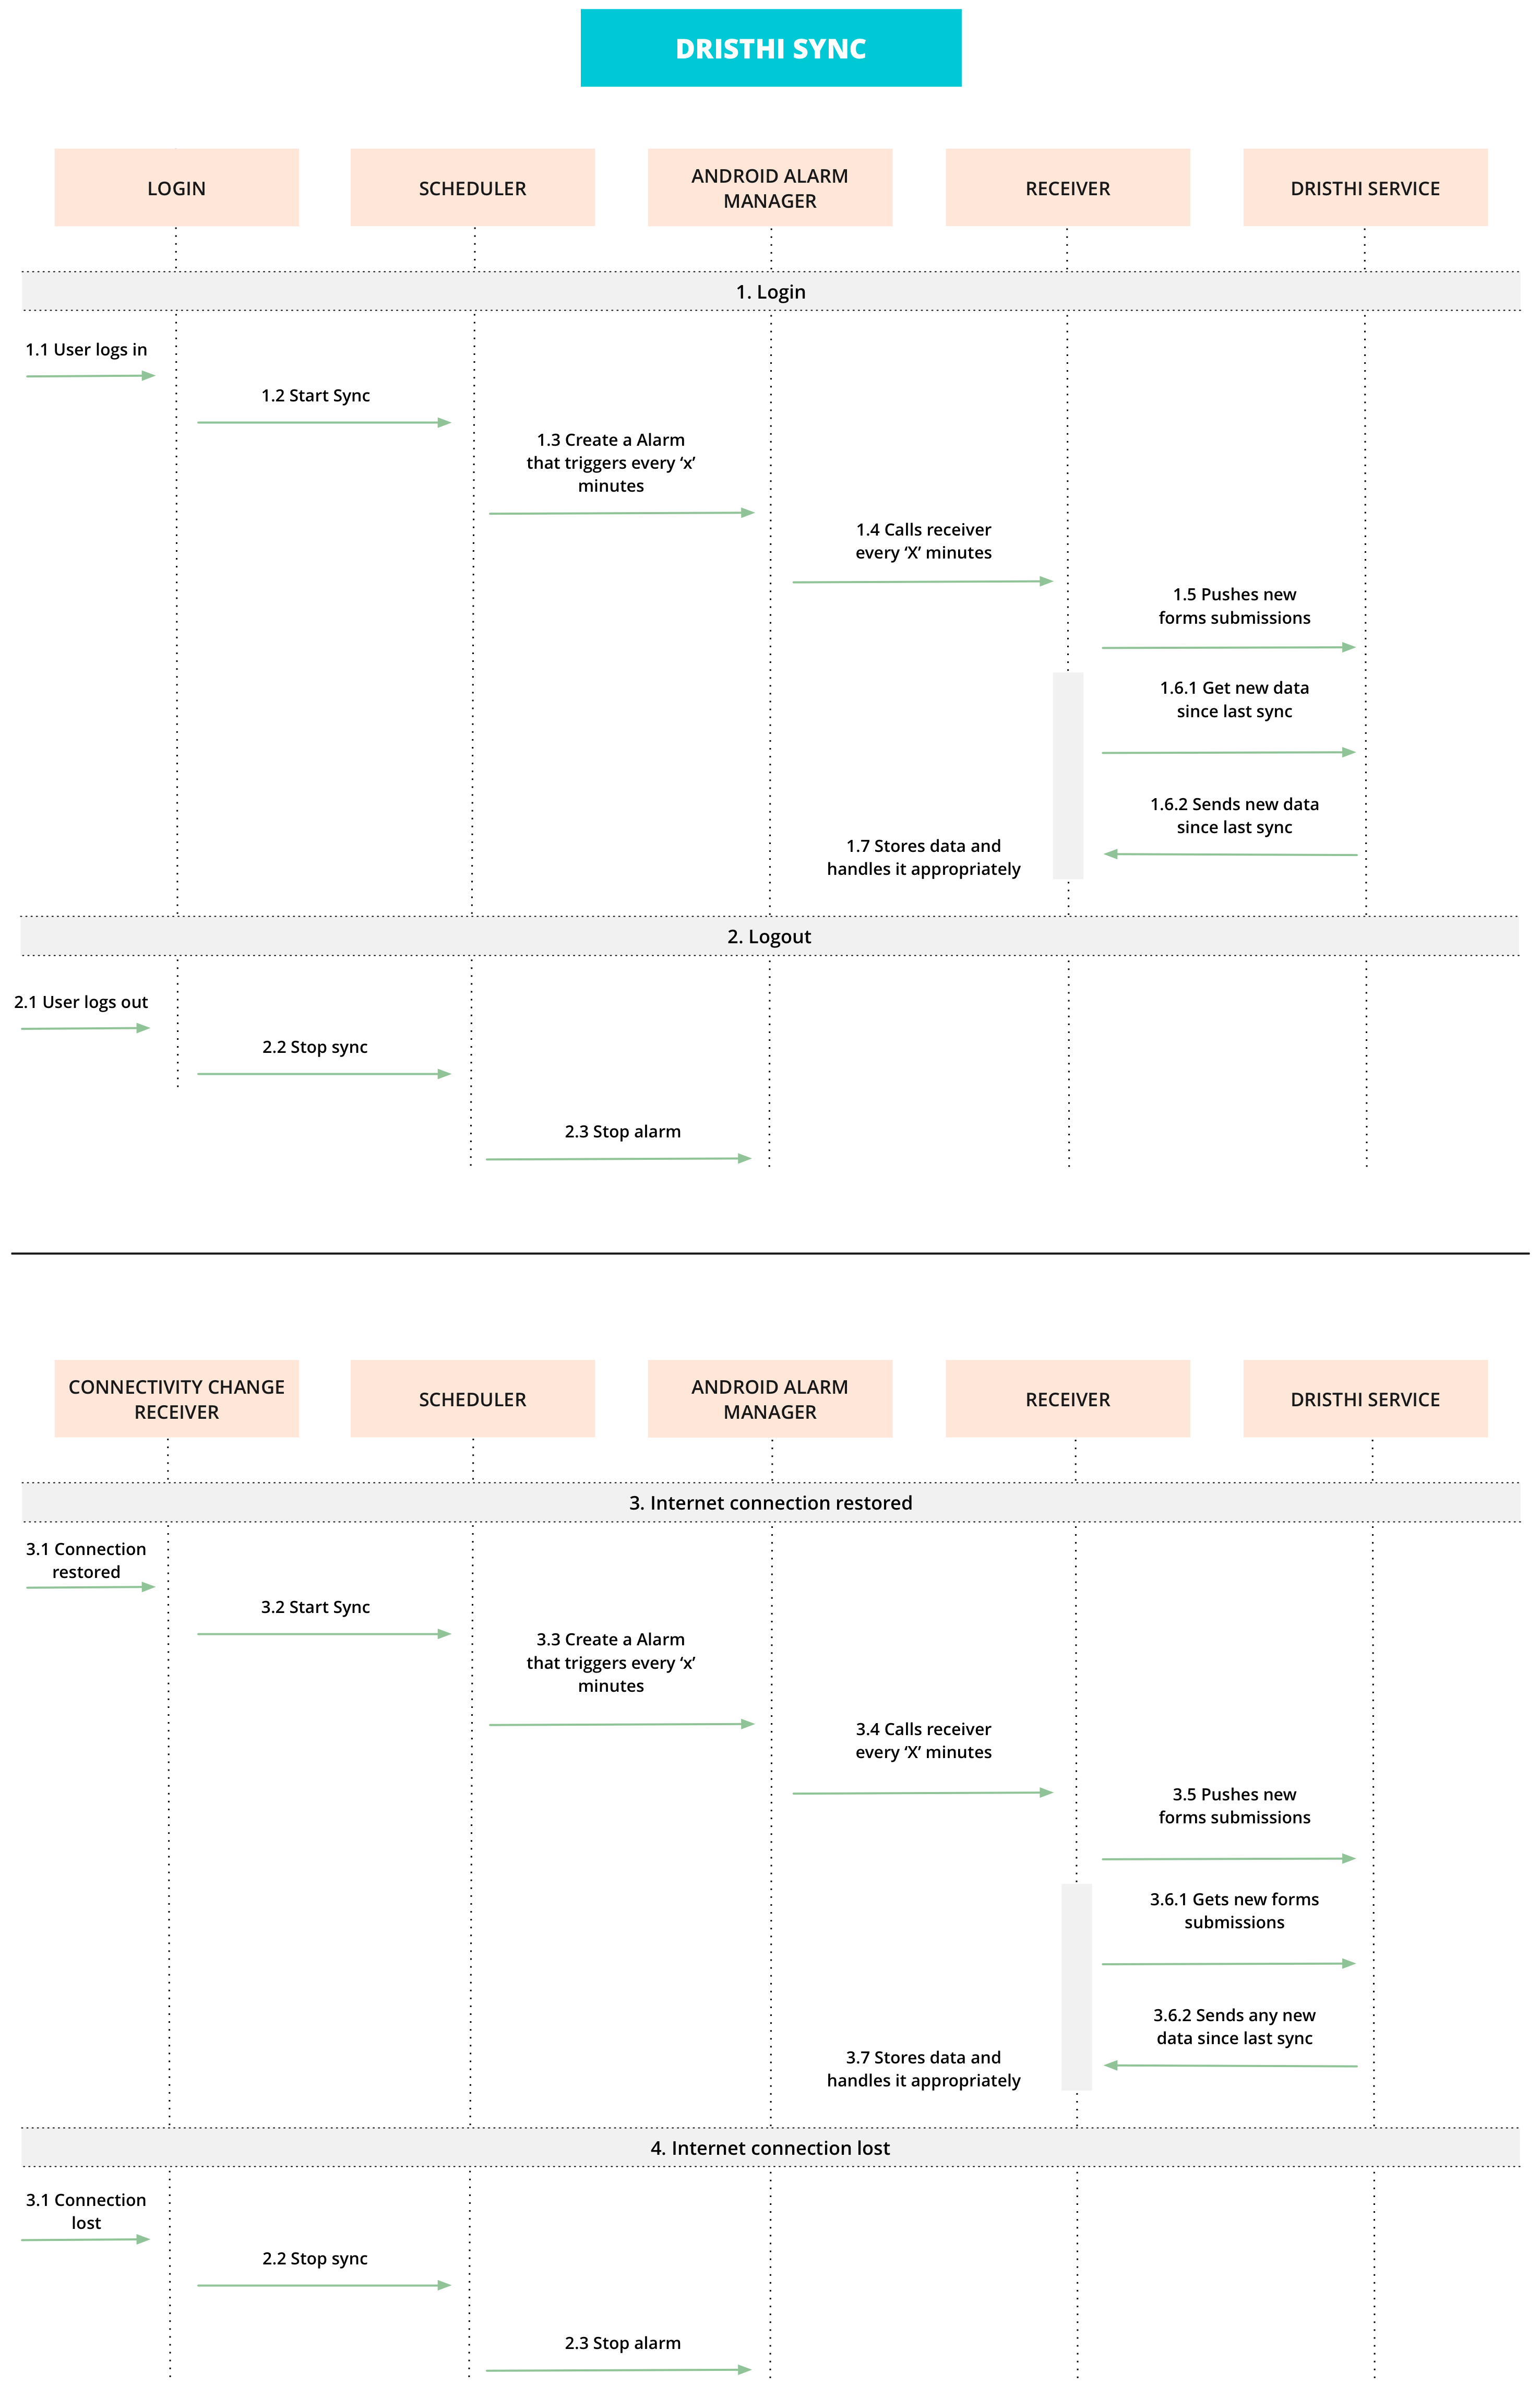 DRISTHI SYNC
LOGIN
SCHEDULER
ANDROID ALARM
MANAGER
RECEIVER
DRISTHI SERVICE
1. Login
1.1 User logs in
1.2 Start Sync
1.3 Create a Alarm
that triggers every ‘x’
minutes
1.4 Calls receiver
every ‘X’ minutes
1.5 Pushes new
forms submissions
1.6.1 Get new data
since last sync
1.6.2 Sends new data
since last sync
1.7 Stores data and
handles it appropriately
2. Logout
2.1 User logs out
2.2 Stop sync
2.3 Stop alarm
CONNECTIVITY CHANGE
RECEIVER
SCHEDULER
ANDROID ALARM
MANAGER
RECEIVER
DRISTHI SERVICE
3. Internet connection restored
3.1 Connection
restored
3.2 Start Sync
3.3 Create a Alarm
that triggers every ‘x’
minutes
3.4 Calls receiver
every ‘X’ minutes
3.5 Pushes new
forms submissions
3.6.1 Gets new forms
submissions
3.6.2 Sends any new
data since last sync
3.7 Stores data and
handles it appropriately
4. Internet connection lost
3.1 Connection
lost
2.2 Stop sync
2.3 Stop alarm